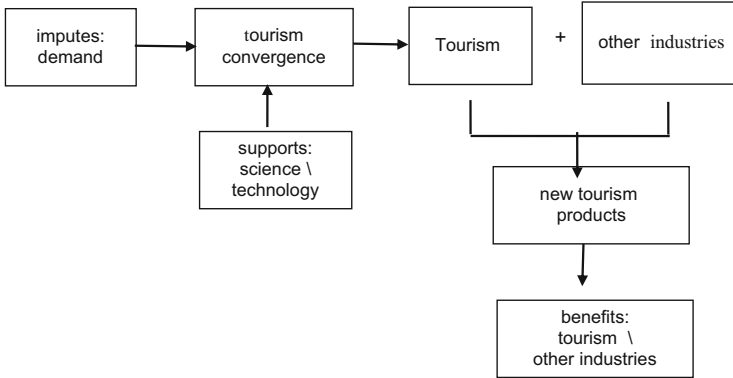 imputes:
demand
tourism
convergence
Tourism
+
other industries
supports:
science \
technology
new tourism
products
benefits:
tourism \
other industries